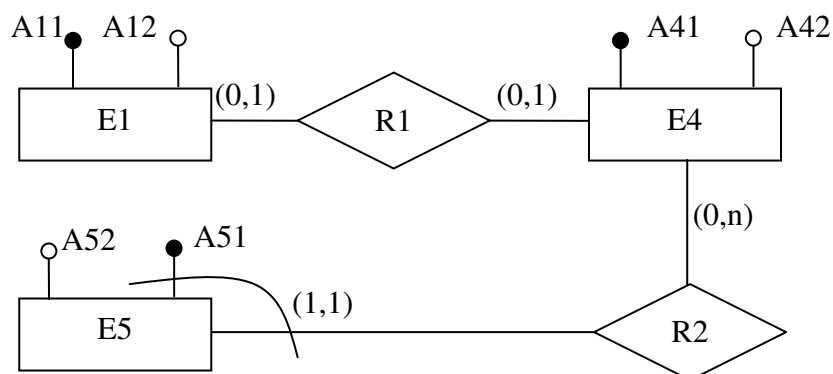 A11 A12 A41 A42
(0,1) (0,1)
E1 R1 E4
(0,n)
A52 A51
(1,1)
E5 R2